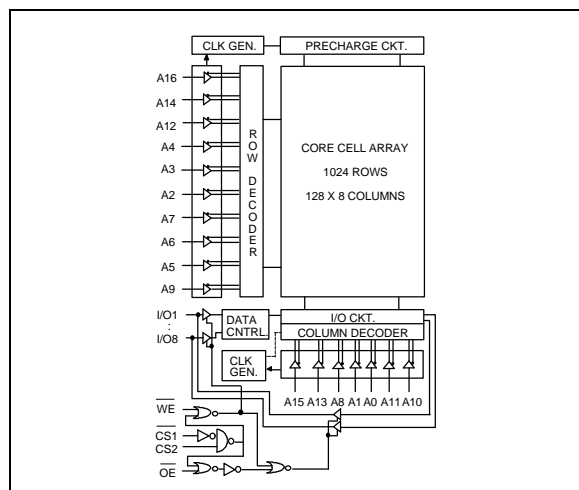 CLK GEN.
PRECHARGE CKT.
A16
A14
A12
A4
A3
A2
A7
A6
A5
A9
ROW DECODER
CORE CELL ARRAY
1024 ROWS
128 X 8 COLUMNS
I/O1
:
I/O8
DATA
CNTRL.
I/O CKT.
COLUMN DECODER
CLK
GEN.
A15 A13 A8 A1 A0 A11 A10
WE
CS1
CS2
OE